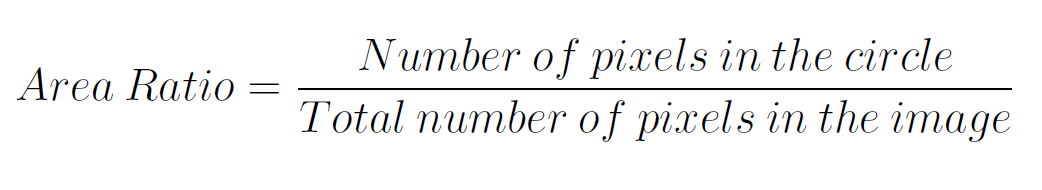 Number of pixels in the circle
Area Ratio =
Total number of pixels in the image